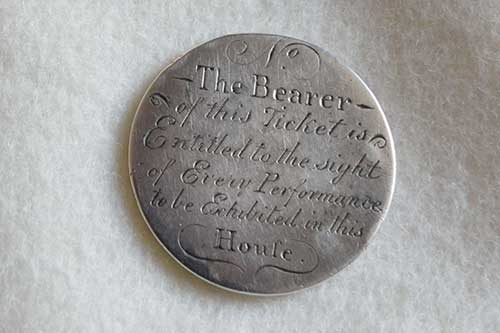 No.
The Bearer
of this Ticket is
Entitled to the sight
of Every Performance
to be Exhibited in this
Houſe.